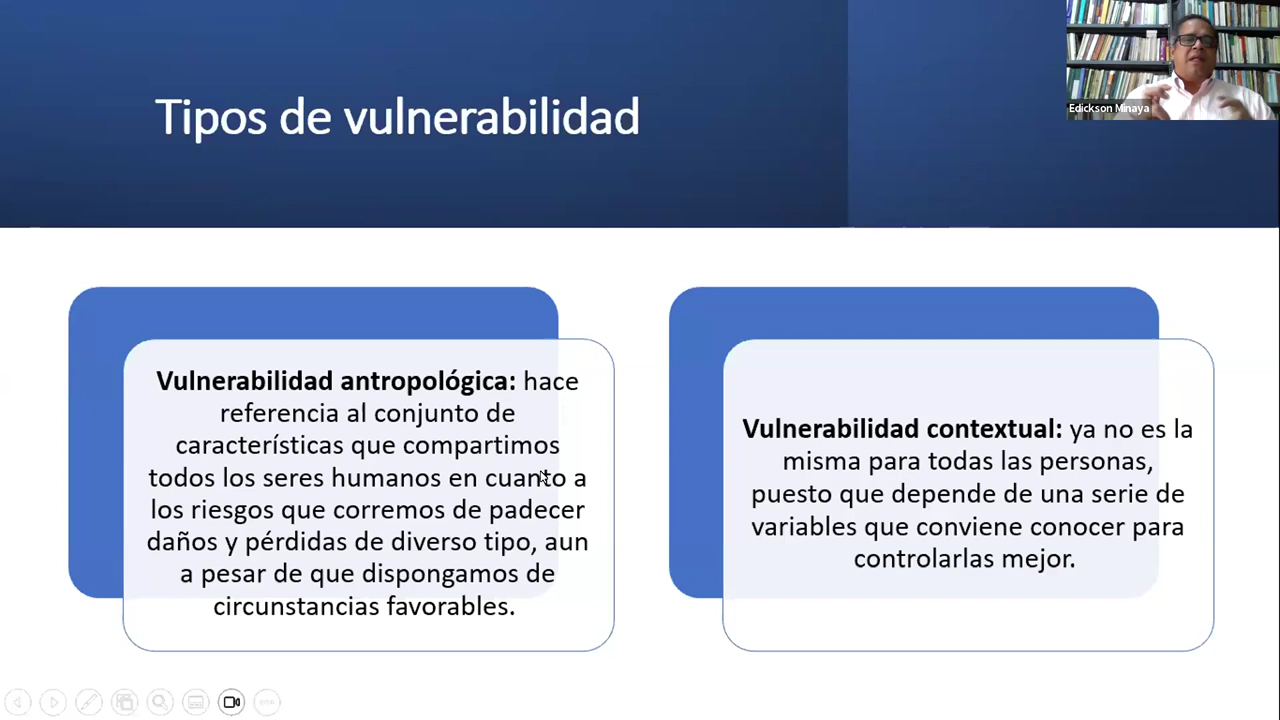 Tipos de vulnerabilidad
Edickson Minaya
Vulnerabilidad antropológica: hace
referencia al conjunto de
características que compartimos
todos los seres humanos en cuanto a
los riesgos que corremos de padecer
daños y pérdidas de diverso tipo, aun
a pesar de que dispongamos de
circunstancias favorables.
Vulnerabilidad contextual: ya no es la
misma para todas las personas,
puesto que depende de una serie de
variables que conviene conocer para
controlarlas mejor.